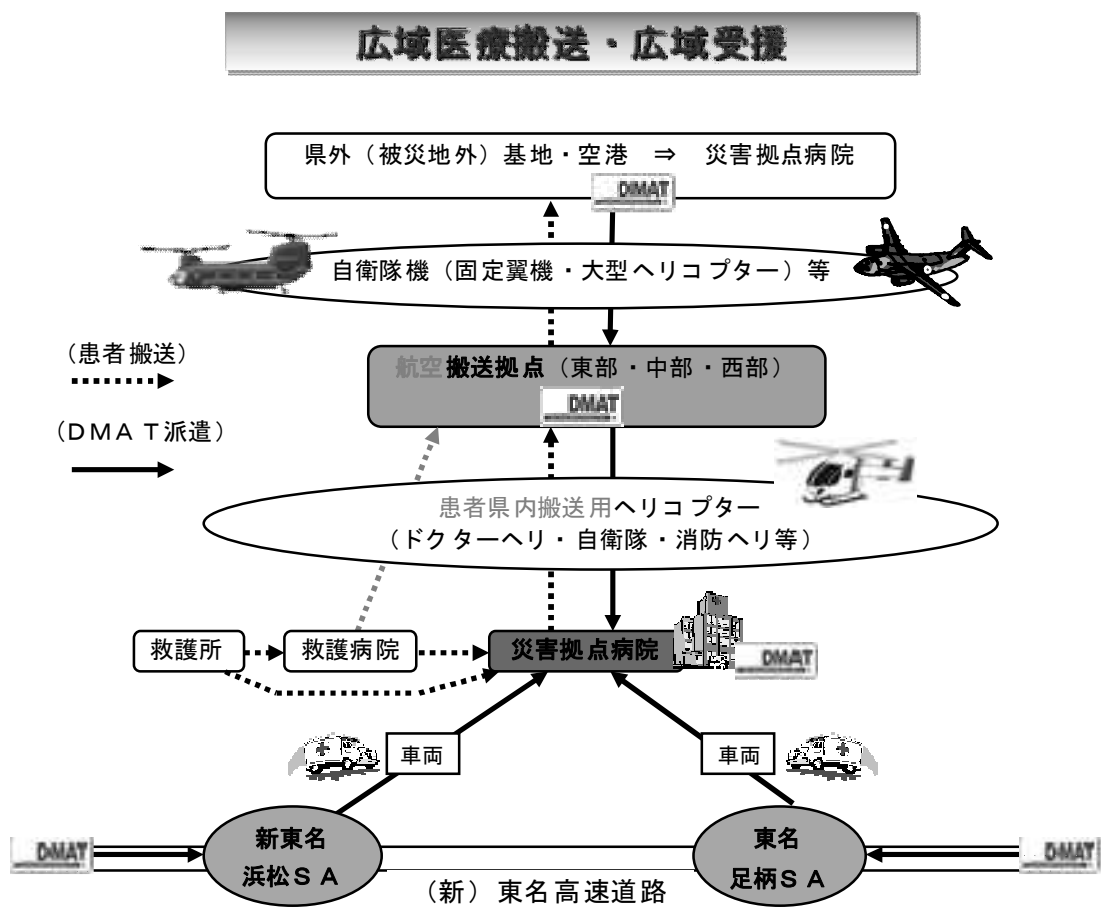 広域医療搬送・広域受援
県外（被災地外）基地・空港 ⇒ 災害拠点病院
DMAT
自衛隊機（固定翼機・大型ヘリコプター）等
（患者搬送）
航空搬送拠点（東部・中部・西部）
DMAT
（DMAT派遣）
患者県内搬送用ヘリコプター
（ドクターヘリ・自衛隊・消防ヘリ等）
救護所
救護病院
災害拠点病院
DMAT
車両
車両
DMAT
新東名
浜松SA
東名
足柄SA
DMAT
（新）東名高速道路